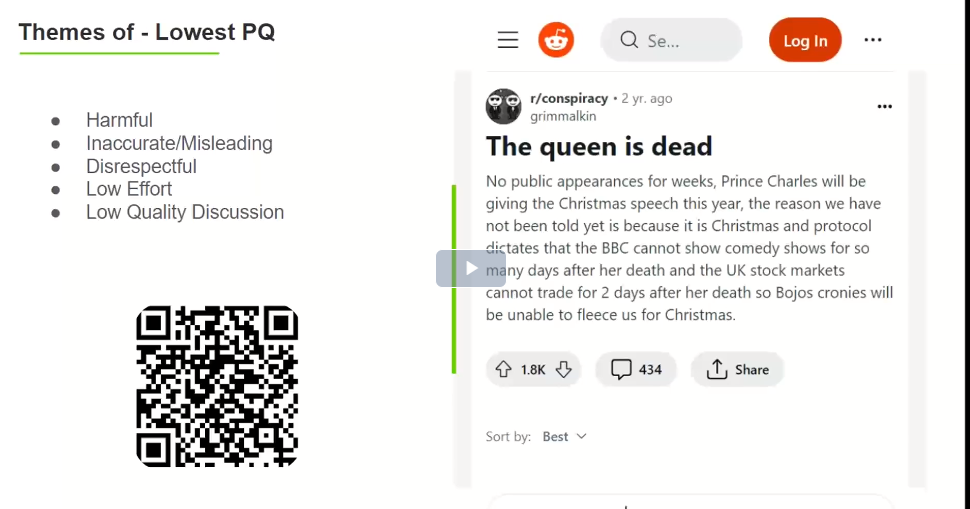 Themes of - Lowest PQ
Harmful
Inaccurate/Misleading
Disrespectful
Low Effort
Low Quality Discussion
Se...
Log In
r/conspiracy • 2 yr. ago
grimmalkin
The queen is dead
No public appearances for weeks, Prince Charles will be
giving the Christmas speech this year, the reason we have
not been told yet is because it is Christmas and protocol
dictates that the BBC cannot show comedy shows for so
many days after her death and the UK stock markets
cannot trade for 2 days after her death so Bojos cronies will
be unable to fleece us for Christmas.
1.8K
434
Share
Sort by: Best